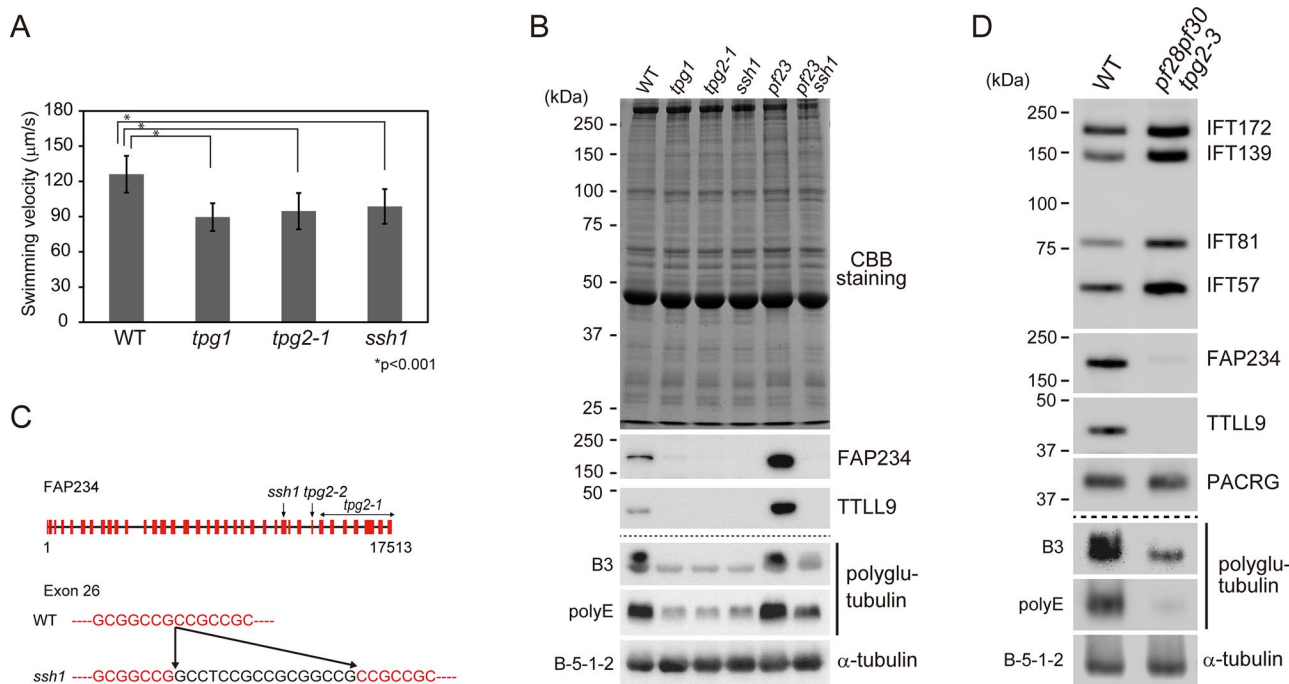 A
Swimming velocity (μm/s)
180
150
120
90
60
30
0
* * *
WT tpg1 tpg2-1 ssh1
*p<0.001
B
WT tpg1 tpg2-1 ssh1 pf23 pf23 ssh1
(kDa)
250
150
100
75
50
37
25
CBB
staining
250
150
FAP234
50
TTLL9
B3
polyE
polyglu-
tubulin
B-5-1-2
α-tubulin
C
FAP234
ssh1 tpg2-2
tpg2-1
1 17513
Exon 26
WT ----GCGGCCGCCGCCGC----
ssh1 ----GCGGCCGGCCTCCGCCGCGGCCGCCGCCGC----
D
WT pf28pf30
tpg2-3
250
150
100
75
IFT172
IFT139
IFT81
IFT57
250
150
FAP234
50
37
TTLL9
37
PACRG
B3
polyE
polyglu-
tubulin
B-5-1-2
α-tubulin